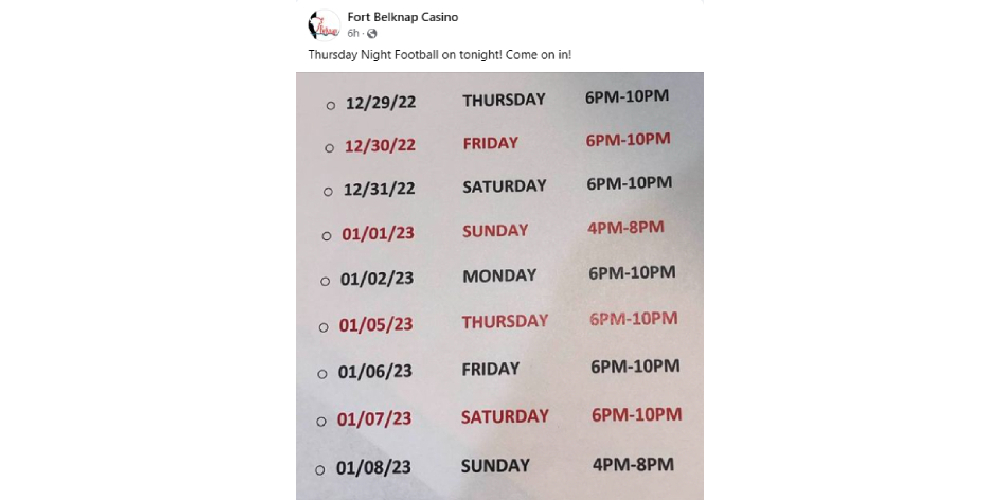 Fort Belknap Casino
6h ·
Thursday Night Football on tonight! Come on in!
12/29/22 THURSDAY 6PM-10PM
12/30/22 FRIDAY 6PM-10PM
12/31/22 SATURDAY 6PM-10PM
01/01/23 SUNDAY 4PM-8PM
01/02/23 MONDAY 6PM-10PM
01/05/23 THURSDAY 6PM-10PM
01/06/23 FRIDAY 6PM-10PM
01/07/23 SATURDAY 6PM-10PM
01/08/23 SUNDAY 4PM-8PM